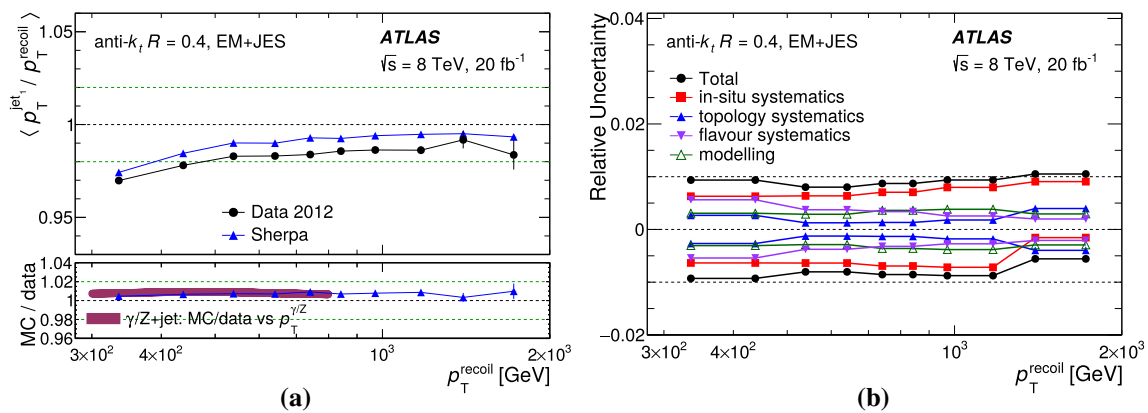 ⟨ p_T^jet_1 / p_T^recoil ⟩
1.05
1
0.95
anti-k_t R = 0.4, EM+JES
ATLAS
√s = 8 TeV, 20 fb⁻¹
Data 2012
Sherpa
MC / data
1.04
1.02
1
0.98
0.96
γ/Z+jet: MC/data vs p_T^γ/Z
3×10² 4×10² 10³ 2×10³
p_T^recoil [GeV]
(a)
Relative Uncertainty
0.04
0.02
0
−0.02
anti-k_t R = 0.4, EM+JES
ATLAS
√s = 8 TeV, 20 fb⁻¹
Total
in-situ systematics
topology systematics
flavour systematics
modelling
3×10² 4×10² 10³ 2×10³
p_T^recoil [GeV]
(b)